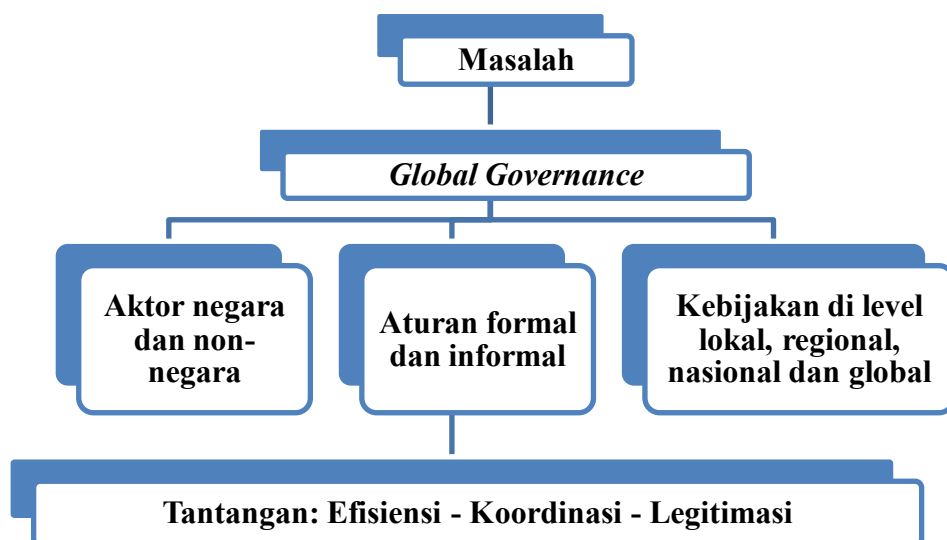 Masalah
Global Governance
Aktor negara
dan non-
negara
Aturan formal
dan informal
Kebijakan di level
lokal, regional,
nasional dan global
Tantangan: Efisiensi - Koordinasi - Legitimasi